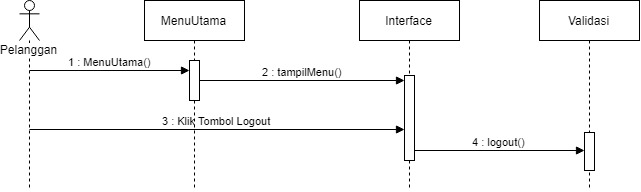 Pelanggan
MenuUtama
Interface
Validasi
1 : MenuUtama()
2 : tampilMenu()
3 : Klik Tombol Logout
4 : logout()